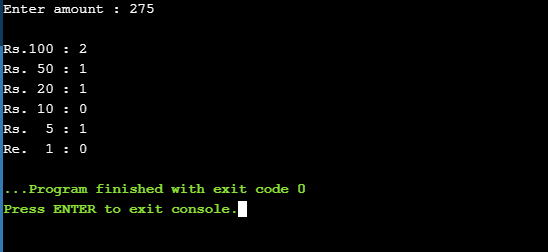 Enter amount : 275
Rs.100 : 2
Rs. 50 : 1
Rs. 20 : 1
Rs. 10 : 0
Rs.  5 : 1
Re.  1 : 0
...Program finished with exit code 0
Press ENTER to exit console.